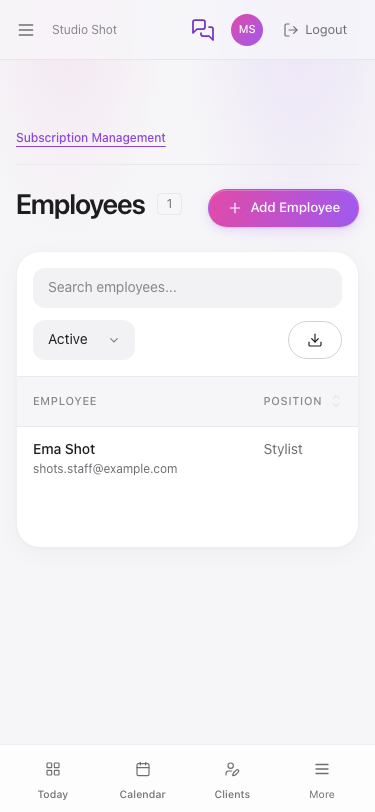 Studio Shot
MS
Logout
Subscription Management
Employees
1
Add Employee
Search employees...
Active
EMPLOYEE
POSITION
Ema Shot
Stylist
shots.staff@example.com
Today
Calendar
Clients
More